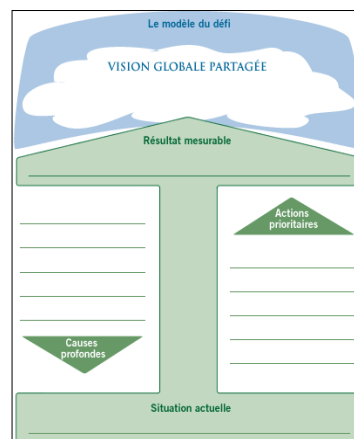 Le modèle du défi
VISION GLOBALE PARTAGÉE
Résultat mesurable
Actions
prioritaires
Causes
profondes
Situation actuelle